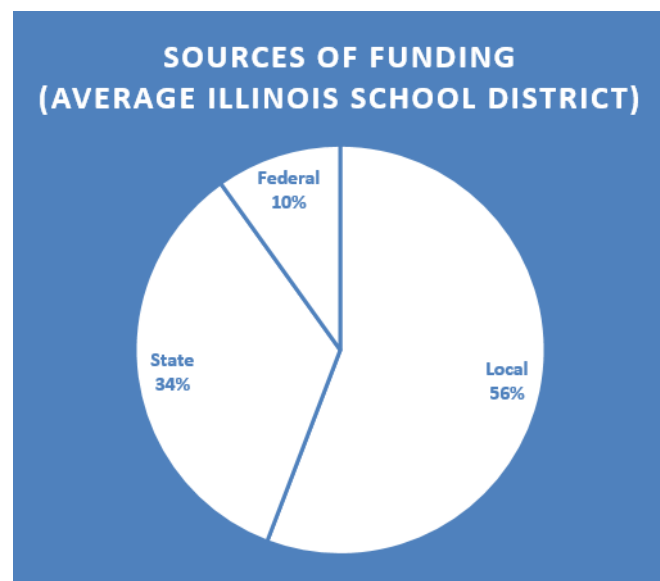 SOURCES OF FUNDING
(AVERAGE ILLINOIS SCHOOL DISTRICT)
Federal
10%
State
34%
Local
56%